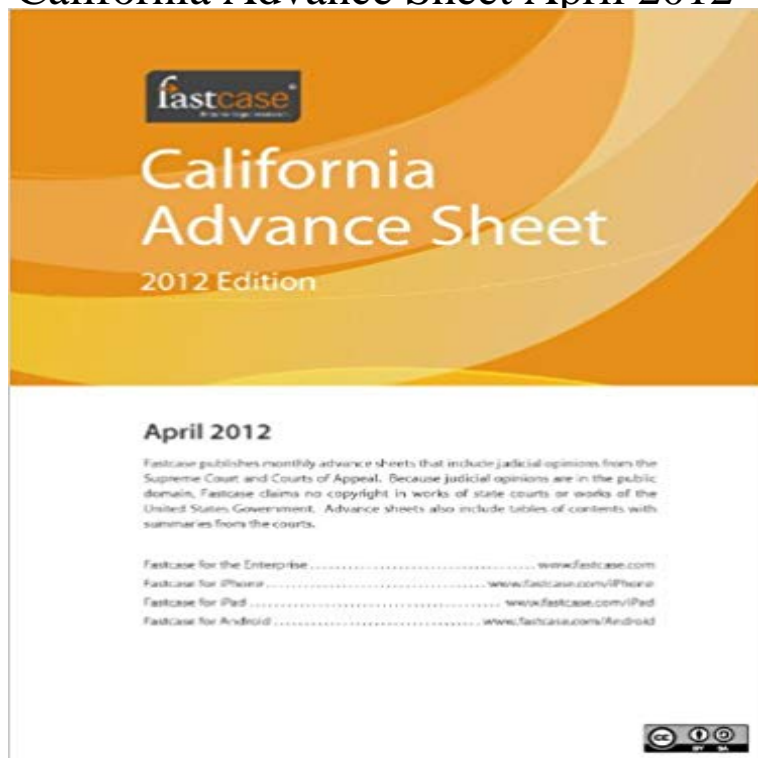 California Advance Sheet April 2012
fastcase®
California
Advance Sheet
2012 Edition
April 2012
Fastcase publishes monthly advance sheets that include judicial opinions from the
Supreme Court and Courts of Appeal. Because judicial opinions are in the public
domain, Fastcase claims no copyright in works of state courts or works of the
United States Government. Advance sheets also include tables of contents with
summaries from the courts.
Fastcase for the Enterprise ........................................ www.fastcase.com
Fastcase for iPhone ........................................ www.fastcase.com/iPhone
Fastcase for iPad ........................................ www.fastcase.com/iPad
Fastcase for Android ........................................ www.fastcase.com/Android
cc
BY SA